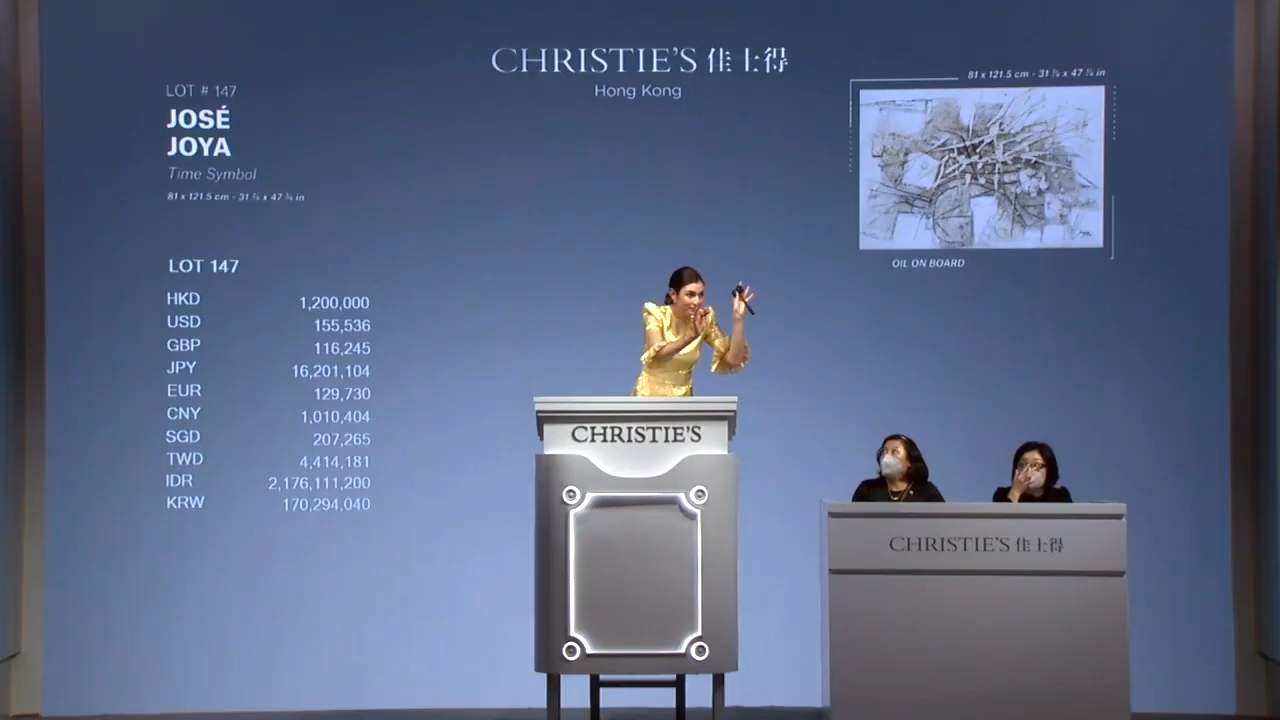 CHRISTIE'S 佳士得
Hong Kong
LOT # 147
JOSÉ
JOYA
Time Symbol
81 x 121.5 cm - 31 ⅞ x 47 ⅞ in
LOT 147
HKD 1,200,000
USD 155,536
GBP 116,245
JPY 16,201,104
EUR 129,730
CNY 1,010,404
SGD 207,265
TWD 4,414,181
IDR 2,176,111,200
KRW 170,294,040
81 x 121.5 cm - 31 ⅞ x 47 ⅞ in
OIL ON BOARD
CHRISTIE'S
CHRISTIE'S 佳士得